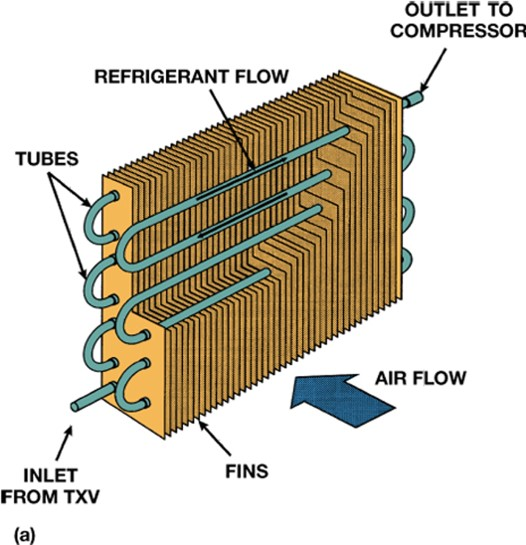 OUTLET TO
COMPRESSOR
REFRIGERANT FLOW
TUBES
AIR FLOW
FINS
INLET
FROM TXV
(a)